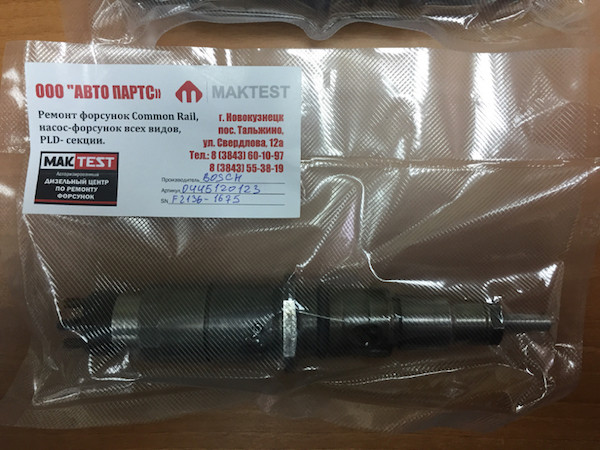 ООО "АВТО ПАРТС»
MAKTEST
Ремонт форсунок Common Rail,
насос-форсунок всех видов,
PLD- секции.
г. Новокузнецк
пос. Тальжино,
ул. Свердлова, 12а
Тел.: 8 (3843) 60-10-97
8 (3843) 55-38-19
МАКTEST
Авторизированный
ДИЗЕЛЬНЫЙ ЦЕНТР
ПО РЕМОНТУ
ФОРСУНОК
Производитель BOSCH
Артикул 0445120123
SN F2136-1675